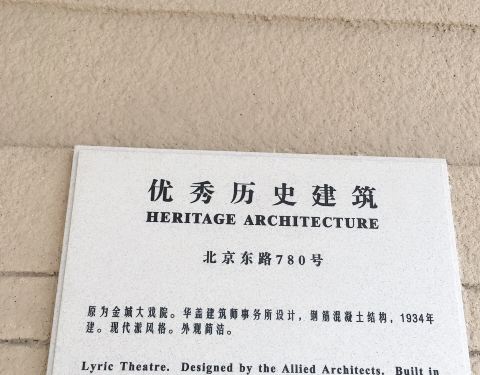 优秀历史建筑
HERITAGE ARCHITECTURE
北京东路780号
原为金城大戏院。华盖建筑师事务所设计，钢筋混凝土结构，1934年
建。现代派风格。外观简洁。
Lyric Theatre. Designed by the Allied Architects. Built in